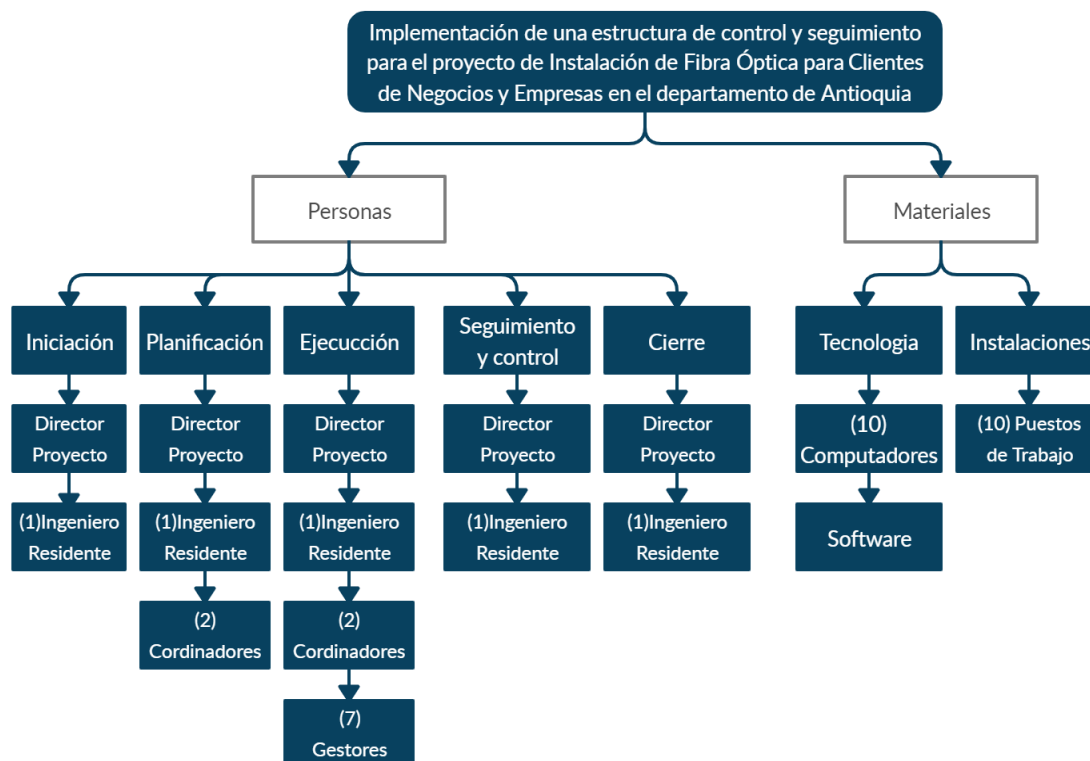 Implementación de una estructura de control y seguimiento
para el proyecto de Instalación de Fibra Óptica para Clientes
de Negocios y Empresas en el departamento de Antioquia
Personas
Materiales
Iniciación
Planificación
Ejecucción
Seguimiento
y control
Cierre
Tecnologia
Instalaciones
Director
Proyecto
Director
Proyecto
Director
Proyecto
Director
Proyecto
Director
Proyecto
(10)
Computadores
(10) Puestos
de Trabajo
(1)Ingeniero
Residente
(1)Ingeniero
Residente
(1)Ingeniero
Residente
(1)Ingeniero
Residente
(1)Ingeniero
Residente
Software
(2)
Cordinadores
(2)
Cordinadores
(7)
Gestores